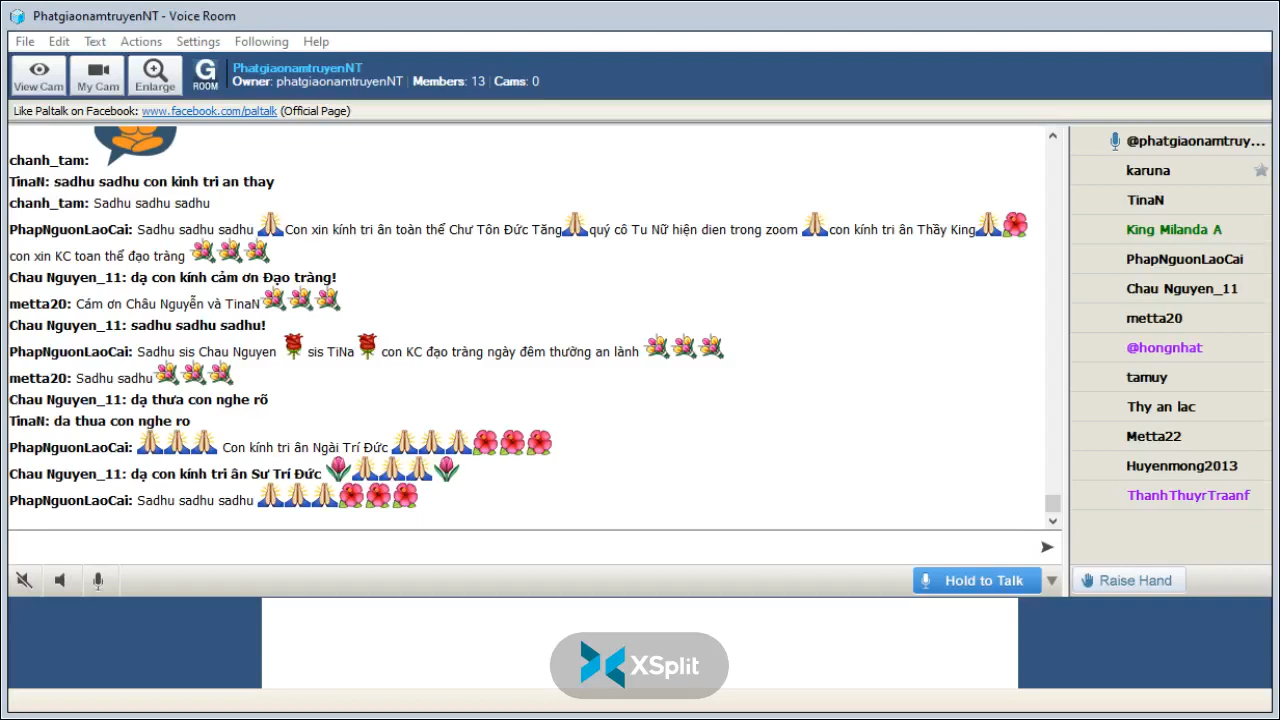 PhatgiaonamtruyenNT - Voice Room
File Edit Text Actions Settings Following Help
View Cam My Cam Enlarge G ROOM PhatgiaonamtruyenNT
Owner: phatgiaonamtruyenNT | Members: 13 | Cams: 0
Like Paltalk on Facebook: www.facebook.com/paltalk (Official Page)
chanh_tam:
TinaN: sadhu sadhu con kinh tri an thay
chanh_tam: Sadhu sadhu sadhu
PhapNguonLaoCai: Sadhu sadhu sadhu Con xin kính tri ân toàn thể Chư Tôn Đức Tăng quý cô Tu Nữ hiện dien trong zoom con kính tri ân Thầy King
con xin KC toan thể đạo tràng
Chau Nguyen_11: dạ con kính cảm ơn Đạo tràng!
metta20: Cám ơn Châu Nguyễn và TinaN
Chau Nguyen_11: sadhu sadhu sadhu!
PhapNguonLaoCai: Sadhu sis Chau Nguyen sis TiNa con KC đạo tràng ngày đêm thường an lành
metta20: Sadhu sadhu
Chau Nguyen_11: dạ thưa con nghe rõ
TinaN: da thua con nghe ro
PhapNguonLaoCai: Con kính tri ân Ngài Trí Đức
Chau Nguyen_11: dạ con kính tri ân Sư Trí Đức
PhapNguonLaoCai: Sadhu sadhu sadhu
@phatgiaonamtruy...
karuna
TinaN
King Milanda A
PhapNguonLaoCai
Chau Nguyen_11
metta20
@hongnhat
tamuy
Thy an lac
Metta22
Huyenmong2013
ThanhThuyrTraanf
Hold to Talk
Raise Hand
XSplit